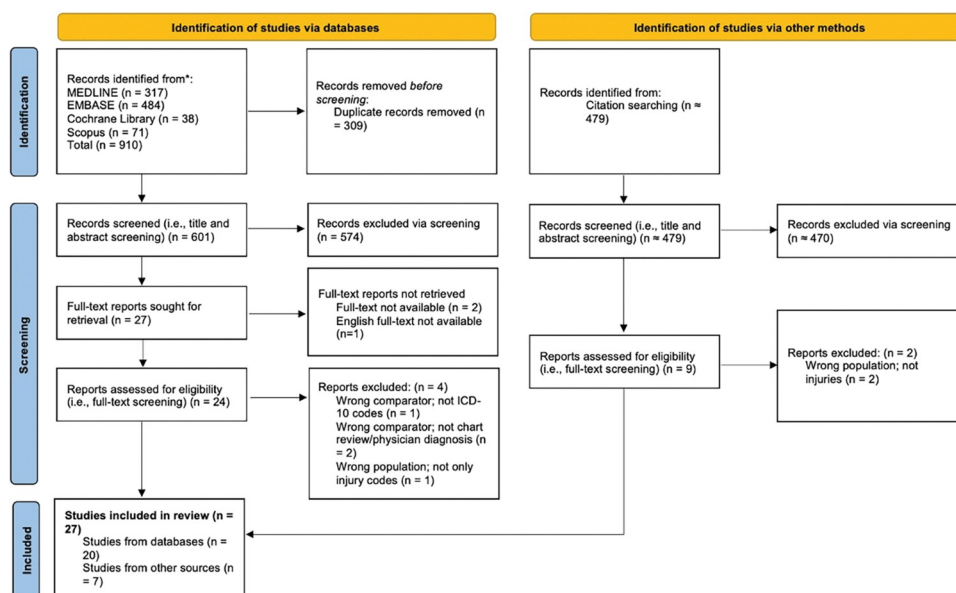 Identification of studies via databases
Identification of studies via other methods
Identification
Records identified from*:
MEDLINE (n = 317)
EMBASE (n = 484)
Cochrane Library (n = 38)
Scopus (n = 71)
Total (n = 910)
Records removed before
screening:
Duplicate records removed (n
= 309)
Records identified from:
Citation searching (n ≈
479)
Screening
Records screened (i.e., title and
abstract screening) (n = 601)
Records excluded via screening
(n = 574)
Records screened (i.e., title and
abstract screening) (n ≈ 479)
Records excluded via screening
(n ≈ 470)
Full-text reports sought for
retrieval (n = 27)
Full-text reports not retrieved
Full-text not available (n = 2)
English full-text not available
(n=1)
Reports assessed for eligibility
(i.e., full-text screening) (n = 24)
Reports excluded: (n = 4)
Wrong comparator; not ICD-
10 codes (n = 1)
Wrong comparator; not chart
review/physician diagnosis (n
= 2)
Wrong population; not only
injury codes (n = 1)
Reports assessed for eligibility
(i.e., full-text screening) (n = 9)
Reports excluded: (n = 2)
Wrong population; not
injuries (n = 2)
Included
Studies included in review (n =
27)
Studies from databases (n =
20)
Studies from other sources (n
= 7)